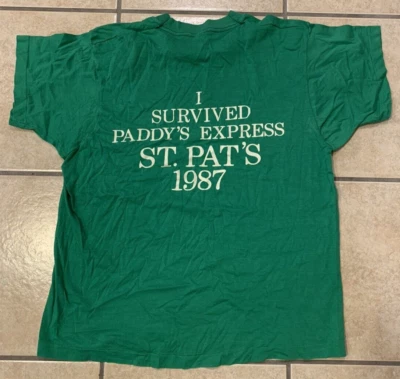 I
SURVIVED
PADDY'S EXPRESS
ST. PAT'S
1987